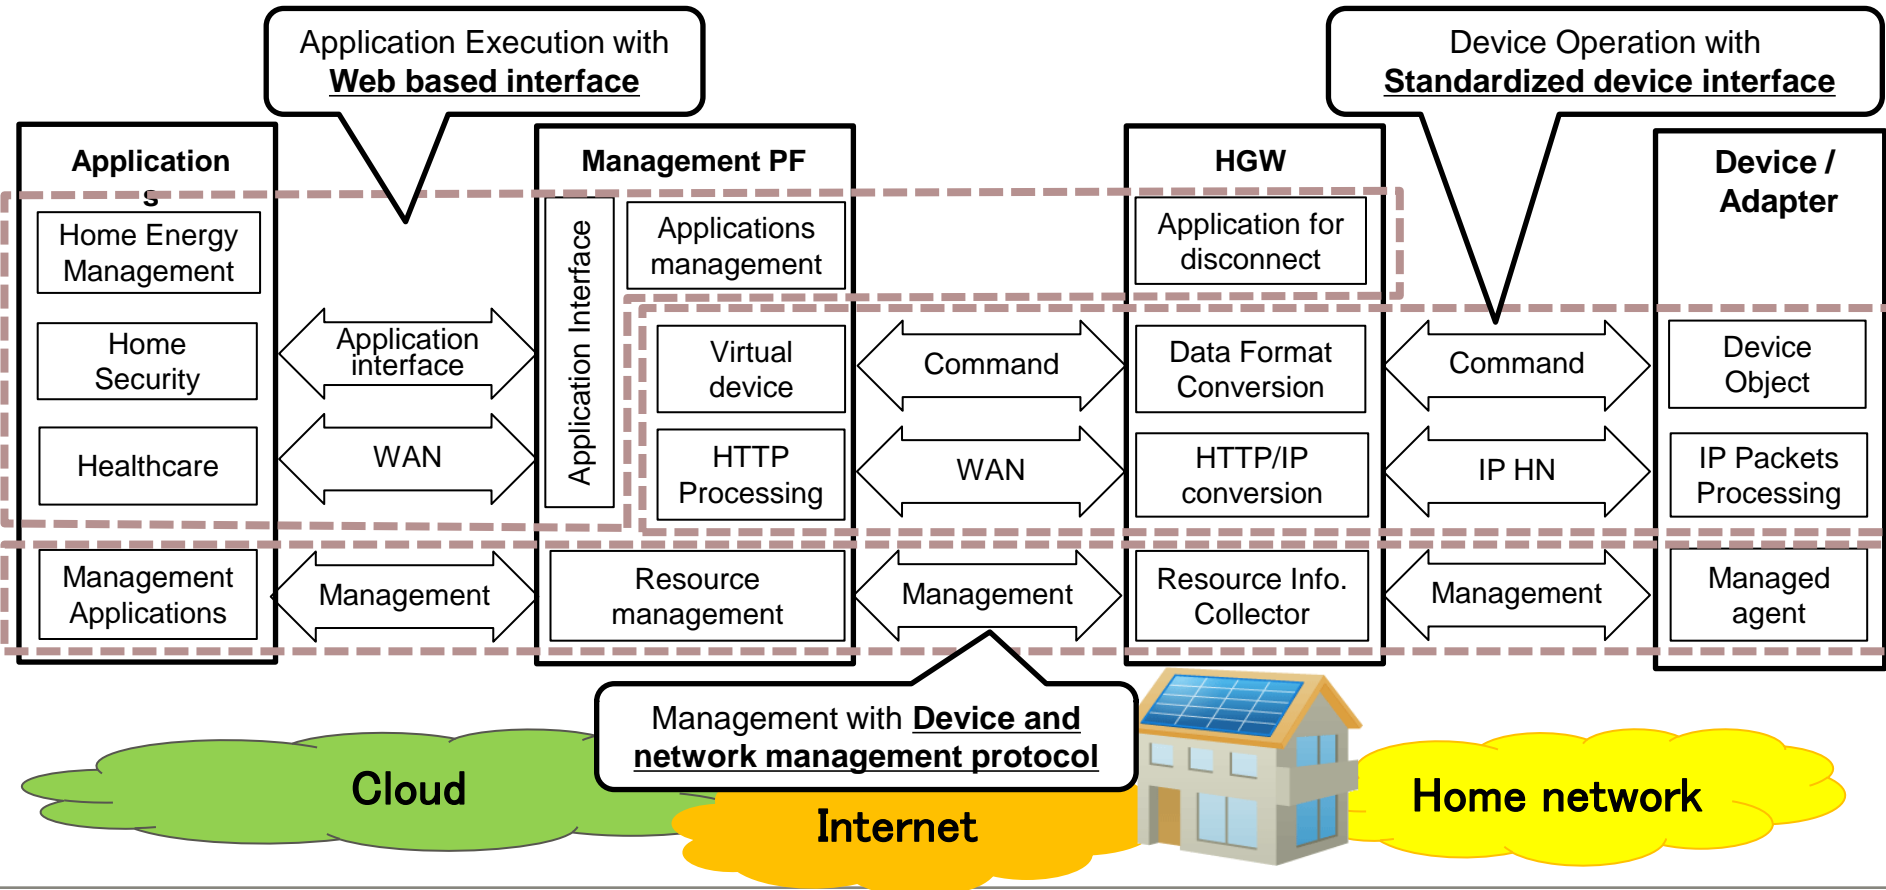 Application Execution with
Web based interface
Device Operation with
Standardized device interface
Application
s
Management PF
HGW
Device /
Adapter
Home Energy
Management
Home
Security
Healthcare
Management
Applications
Application
interface
WAN
Management
Application Interface
Applications
management
Virtual
device
HTTP
Processing
Resource
management
Command
WAN
Management
Application for
disconnect
Data Format
Conversion
HTTP/IP
conversion
Resource Info.
Collector
Command
IP HN
Management
Device
Object
IP Packets
Processing
Managed
agent
Management with Device and
network management protocol
Cloud
Internet
Home network